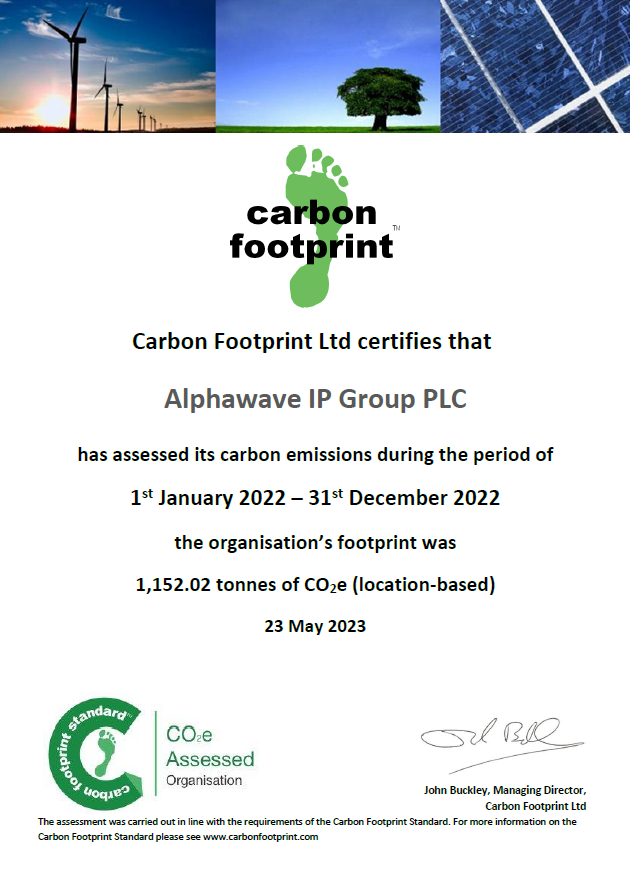 carbon
footprint™
Carbon Footprint Ltd certifies that
Alphawave IP Group PLC
has assessed its carbon emissions during the period of
1st January 2022 – 31st December 2022
the organisation’s footprint was
1,152.02 tonnes of CO₂e (location-based)
23 May 2023
carbon footprint standard™
CO₂e
Assessed
Organisation
John Buckley, Managing Director,
Carbon Footprint Ltd
The assessment was carried out in line with the requirements of the Carbon Footprint Standard. For more information on the
Carbon Footprint Standard please see www.carbonfootprint.com